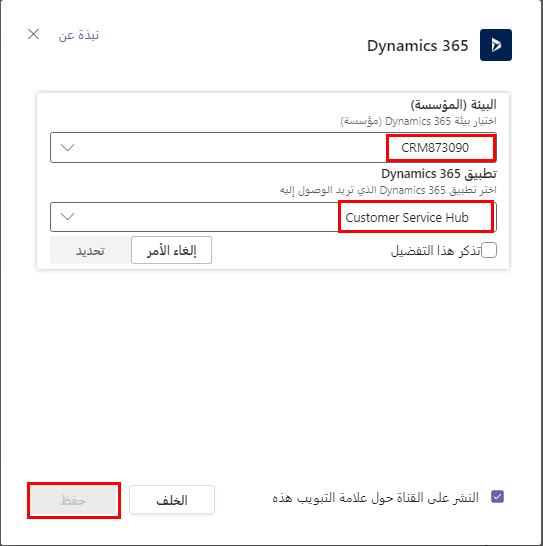 Dynamics 365
نبذة عن
البيئة (المؤسسة)
اختيار بيئة Dynamics 365 (مؤسسة)
CRM873090
تطبيق Dynamics 365
اختر تطبيق Dynamics 365 الذي تريد الوصول إليه
Customer Service Hub
تذكر هذا التفضيل
إلغاء الأمر
تحديد
النشر على القناة حول علامة التبويب هذه
الخلف
حفظ